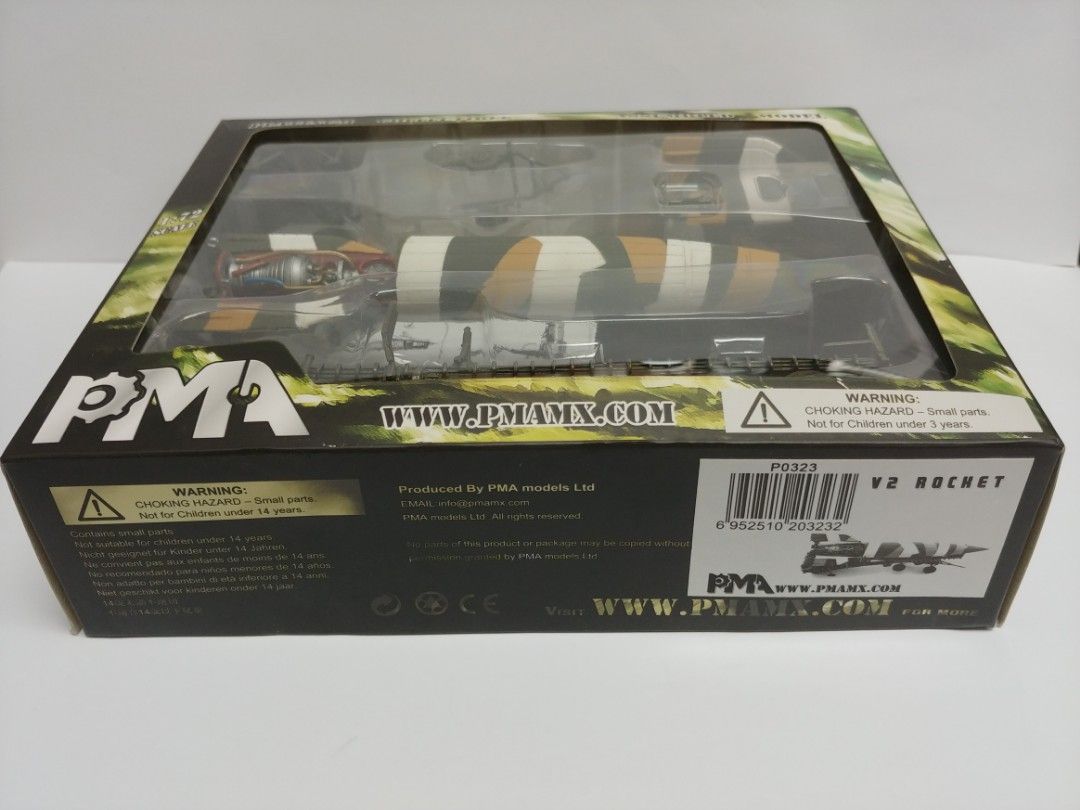 1:72
SCALE
PMA
WWW.PMAMX.COM
WARNING:
CHOKING HAZARD – Small parts.
Not for Children under 3 years.
WARNING:
CHOKING HAZARD – Small parts.
Not for Children under 14 years.
Contains small parts
Not suitable for children under 14 years.
Nicht geeignet für Kinder unter 14 Jahren.
Ne convient pas aux enfants de moins de 14 ans.
No recomendado para niños menores de 14 años.
Non adatto per bambini di età inferiore a 14 anni.
Niet geschikt voor kinderen onder 14 jaar.
Produced By PMA models Ltd
EMAIL:info@pmamx.com
PMA models Ltd. All rights reserved.
No parts of this product or package may be copied without
permission granted by PMA models Ltd.
CE
VISIT WWW.PMAMX.COM FOR MORE
P0323
V2 ROCKET
6 952510 203232
PMA WWW.PMAMX.COM